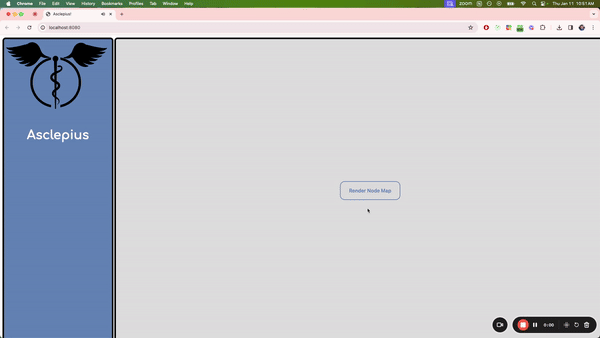 Chrome File Edit View History Bookmarks Profiles Tab Window Help zoom Thu Jan 11 10:51 AM
Asclepius!
localhost:8080
Asclepius
Render Node Map
0:00